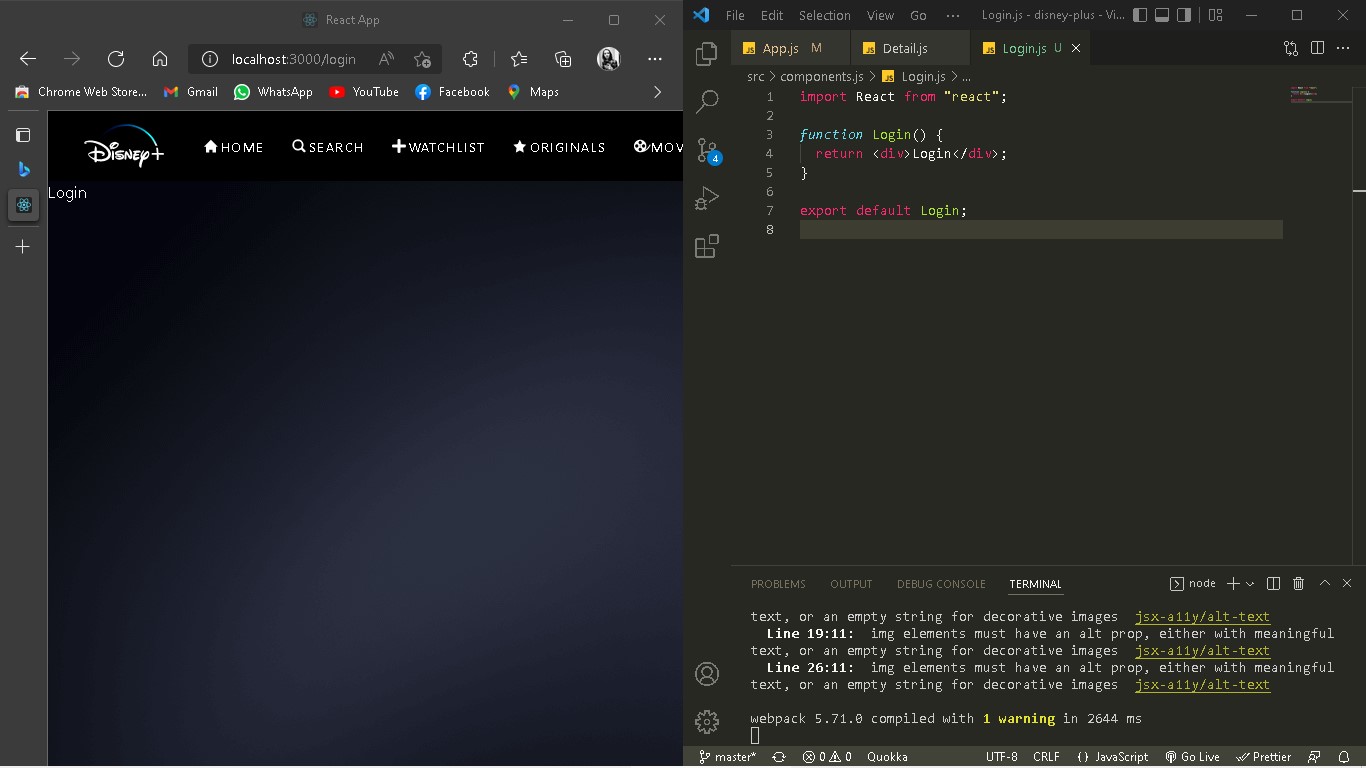 React App
localhost:3000/login
Chrome Web Store... Gmail WhatsApp YouTube Facebook Maps
Disney+ HOME SEARCH WATCHLIST ORIGINALS MOV
Login
File Edit Selection View Go ... Login.js - disney-plus - Vi...
App.js M Detail.js Login.js U
src > components.js > Login.js > ...
1 import React from "react";
2
3 function Login() {
4 return <div>Login</div>;
5 }
6
7 export default Login;
8
4
PROBLEMS OUTPUT DEBUG CONSOLE TERMINAL node
text, or an empty string for decorative images jsx-a11y/alt-text
Line 19:11: img elements must have an alt prop, either with meaningful
text, or an empty string for decorative images jsx-a11y/alt-text
Line 26:11: img elements must have an alt prop, either with meaningful
text, or an empty string for decorative images jsx-a11y/alt-text
webpack 5.71.0 compiled with 1 warning in 2644 ms
master* 0 0 Quokka UTF-8 CRLF {} JavaScript Go Live Prettier